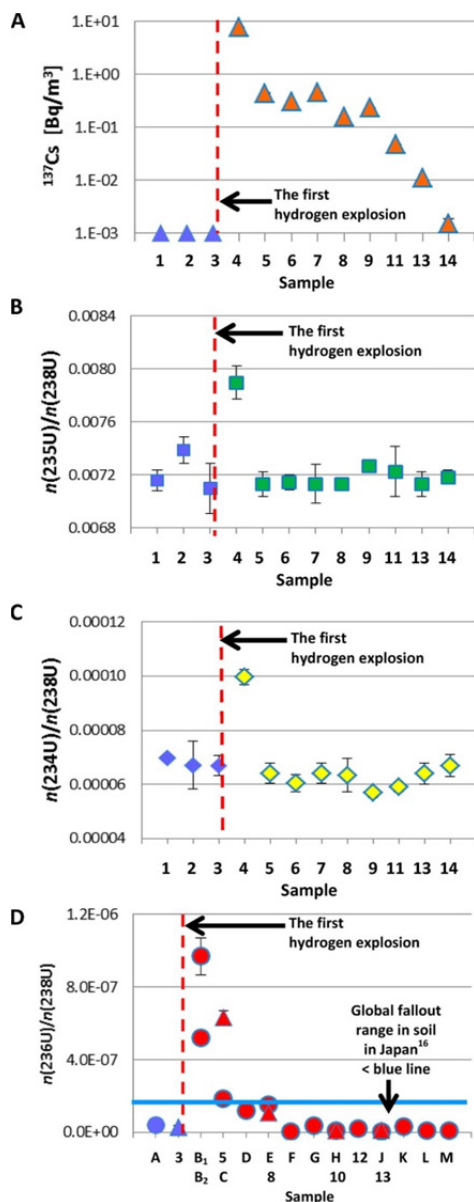 A
1.E+01
1.E+00
1.E-01
1.E-02
1.E-03
¹³⁷Cs [Bq/m³]
The first
hydrogen explosion
1 2 3 4 5 6 7 8 9 11 13 14
Sample
B
0.0084
0.0080
0.0076
0.0072
0.0068
n(235U)/n(238U)
The first
hydrogen explosion
1 2 3 4 5 6 7 8 9 11 13 14
Sample
C
0.00012
0.00010
0.00008
0.00006
0.00004
n(234U)/n(238U)
The first
hydrogen explosion
1 2 3 4 5 6 7 8 9 11 13 14
Sample
D
1.2E-06
8.0E-07
4.0E-07
0.0E+00
n(236U)/n(238U)
The first
hydrogen explosion
Global fallout
range in soil
in Japan¹⁶
< blue line
A 3 B₁ 5 D E F G H 12 J K L M
B₂ C 8 10 13
Sample